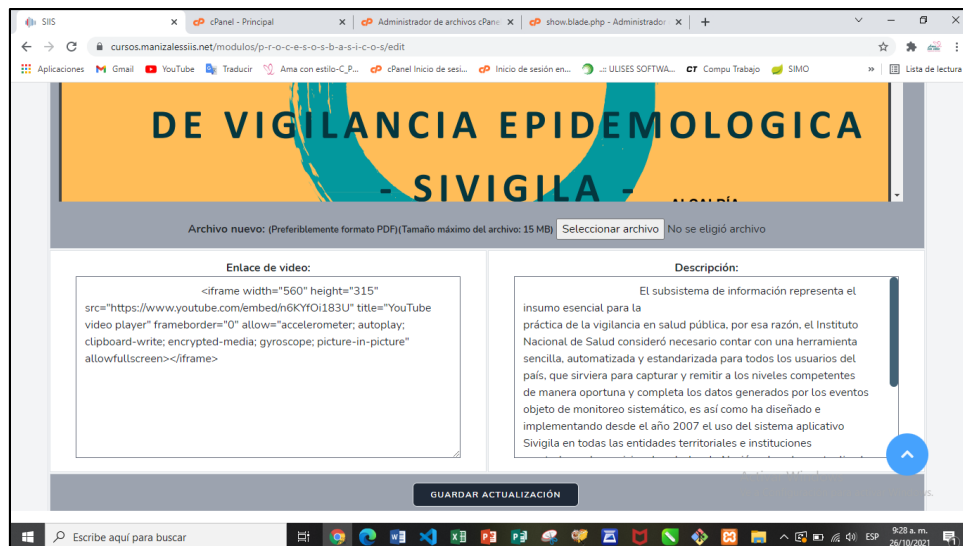 SIIS
cPanel - Principal
Administrador de archivos cPane
show.blade.php - Administrador
cursos.manizalessiis.net/modulos/p-r-o-c-e-s-o-s-b-a-s-i-c-o-s/edit
Aplicaciones
Gmail
YouTube
Traducir
Ama con estilo-C_P...
cPanel Inicio de sesi...
Inicio de sesión en...
..:: ULISES SOFTWA...
CT Compu Trabajo
SIMO
»
Lista de lectura
DE VIGILANCIA EPIDEMOLOGICA
- SIVIGILA -
Archivo nuevo: (Preferiblemente formato PDF)(Tamaño máximo del archivo: 15 MB) Seleccionar archivo No se eligió archivo
Enlace de video:
<iframe width="560" height="315"
src="https://www.youtube.com/embed/n6KYfOi183U" title="YouTube
video player" frameborder="0" allow="accelerometer; autoplay;
clipboard-write; encrypted-media; gyroscope; picture-in-picture"
allowfullscreen></iframe>
Descripción:
El subsistema de información representa el
insumo esencial para la
práctica de la vigilancia en salud pública, por esa razón, el Instituto
Nacional de Salud consideró necesario contar con una herramienta
sencilla, automatizada y estandarizada para todos los usuarios del
país, que sirviera para capturar y remitir a los niveles competentes
de manera oportuna y completa los datos generados por los eventos
objeto de monitoreo sistemático, es así como ha diseñado e
implementando desde el año 2007 el uso del sistema aplicativo
Sivigila en todas las entidades territoriales e instituciones
GUARDAR ACTUALIZACIÓN
Escribe aquí para buscar
ESP
9:28 a. m.
26/10/2021